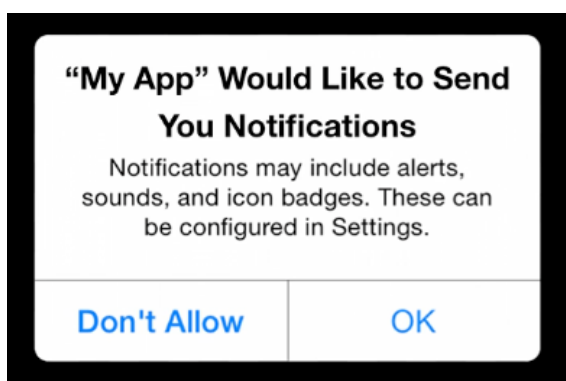 “My App” Would Like to Send
You Notifications
Notifications may include alerts,
sounds, and icon badges. These can
be configured in Settings.
Don't Allow
OK